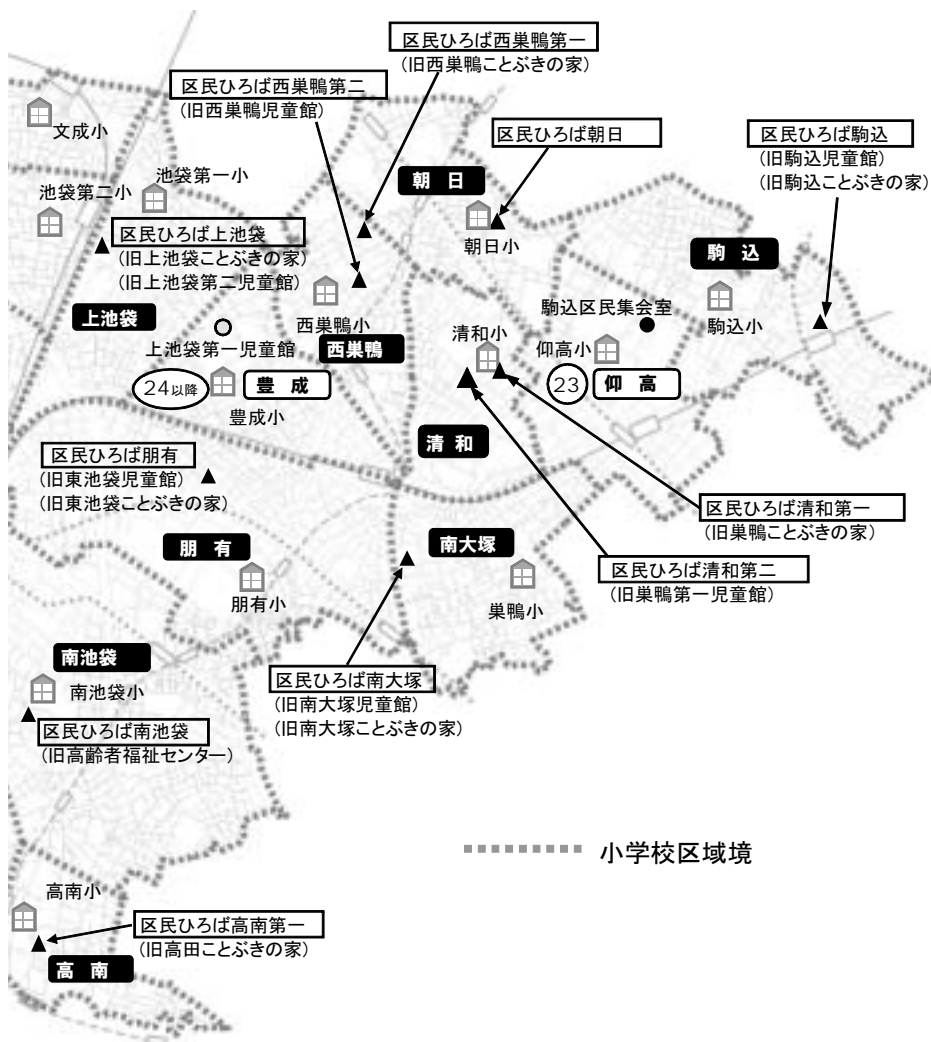 区民ひろば西巣鴨第一
(旧西巣鴨ことぶきの家)
区民ひろば西巣鴨第二
(旧西巣鴨児童館)
区民ひろば朝日
区民ひろば駒込
(旧駒込児童館)
(旧駒込ことぶきの家)
文成小
池袋第一小
池袋第二小
朝 日
朝日小
区民ひろば上池袋
(旧上池袋ことぶきの家)
(旧上池袋第二児童館)
駒 込
駒込小
上池袋
上池袋第一児童館
西巣鴨小
西巣鴨
清和小
駒込区民集会室
仰高小
24以降
豊 成
豊成小
23
仰 高
清 和
区民ひろば朋有
(旧東池袋児童館)
(旧東池袋ことぶきの家)
区民ひろば清和第一
(旧巣鴨ことぶきの家)
朋 有
朋有小
南大塚
巣鴨小
区民ひろば清和第二
(旧巣鴨第一児童館)
南池袋
南池袋小
区民ひろば南池袋
(旧高齢者福祉センター)
区民ひろば南大塚
(旧南大塚児童館)
(旧南大塚ことぶきの家)
小学校区域境
高南小
区民ひろば高南第一
(旧高田ことぶきの家)
高 南